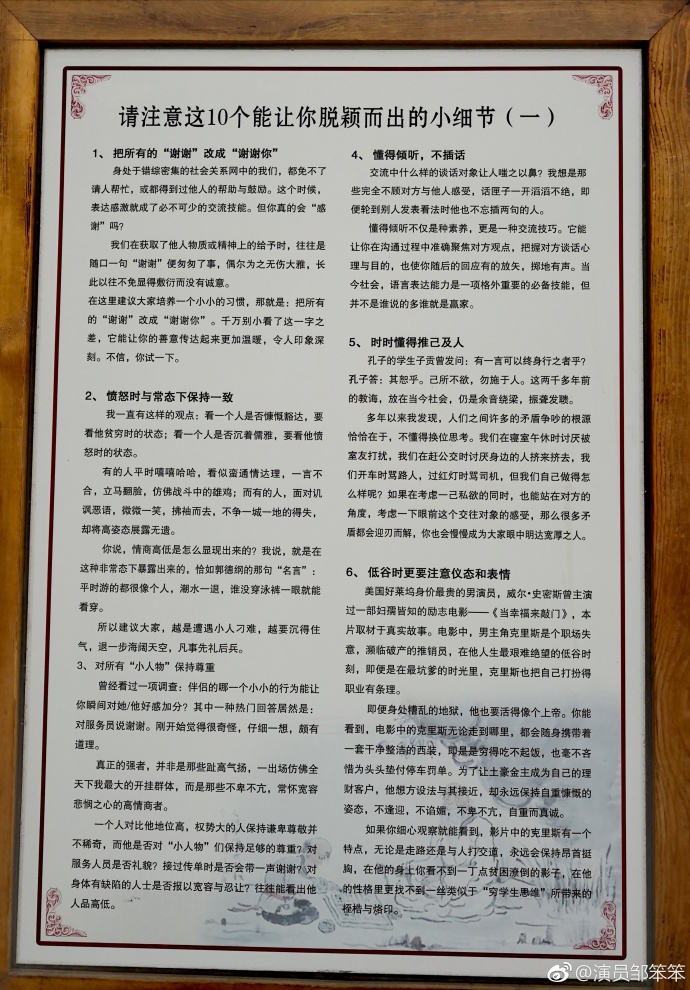 请注意这10个能让你脱颖而出的小细节（一）
1、 把所有的“谢谢”改成“谢谢你”
身处于错综密集的社会关系网中的我们，都免不了
请人帮忙，或都得到过他人的帮助与鼓励。这个时候，
表达感激就成了必不可少的交流技能。但你真的会“感
谢”吗？
我们在获取了他人物质或精神上的给予时，往往是
随口一句“谢谢”便匆匆了事，偶尔为之无伤大雅，长
此以往不免显得敷衍而没有诚意。
在这里建议大家培养一个小小的习惯，那就是：把所有
的“谢谢”改成“谢谢你”。千万别小看了这一字之
差，它能让你的善意传达起来更加温暖，令人印象深
刻。不信，你试一下。
2、 愤怒时与常态下保持一致
我一直有这样的观点：看一个人是否慷慨豁达，要
看他贫穷时的状态；看一个人是否沉着儒雅，要看他愤
怒时的状态。
有的人平时嘻嘻哈哈，看似蛮通情达理，一言不
合，立马翻脸，仿佛战斗中的雄鸡；而有的人，面对讥
讽恶语，微微一笑，拂袖而去，不争一城一地的得失，
却将高姿态展露无遗。
你说，情商高低是怎么显现出来的？我说，就是在
这种非常态下暴露出来的，恰如郭德纲的那句“名言”：
平时游的都很像个人，潮水一退，谁没穿泳裤一眼就能
看穿。
所以建议大家，越是遭遇小人刁难，越要沉得住
气，退一步海阔天空，凡事先礼后兵。
3、对所有“小人物”保持尊重
曾经看过一项调查：伴侣的哪一个小小的行为能让
你瞬间对她/他好感加分？其中一种热门回答居然是：
对服务员说谢谢。刚开始觉得很奇怪，仔细一想，颇有
道理。
真正的强者，并非是那些趾高气扬，一出场仿佛全
天下我最大的开挂群体，而是那些不卑不亢，常怀宽容
悲悯之心的高情商者。
一个人对比他地位高，权势大的人保持谦卑尊敬并
不稀奇，而他是否对“小人物”们保持足够的尊重？对
服务人员是否礼貌？接过传单时是否会带一声谢谢？对
身体有缺陷的人士是否报以宽容与忍让？往往能看出他
人品高低。
4、 懂得倾听，不插话
交流中什么样的谈话对象让人嗤之以鼻？我想是那
些完全不顾对方与他人感受，话匣子一开滔滔不绝，即
便轮到别人发表看法时他也不忘插两句的人。
懂得倾听不仅是种素养，更是一种交流技巧。它能
让你在沟通过程中准确聚焦对方观点，把握对方谈话心
理与目的，也使你随后的回应有的放矢，掷地有声。当
今社会，语言表达能力是一项格外重要的必备技能，但
并不是谁说的多谁就是赢家。
5、 时时懂得推己及人
孔子的学生子贡曾发问：有一言可以终身行之者乎？
孔子答：其恕乎。己所不欲，勿施于人。这两千多年前
的教诲，放在当今社会，仍是余音绕梁，振聋发聩。
多年以来我发现，人们之间许多的矛盾争吵的根源
恰恰在于，不懂得换位思考。我们在寝室午休时讨厌被
室友打扰，我们在赶公交时讨厌身边的人挤来挤去，我
们开车时骂路人，过红灯时骂司机，但我们自己做得怎
么样呢？如果在考虑一己私欲的同时，也能站在对方的
角度，考虑一下眼前这个交往对象的感受，那么很多矛
盾都会迎刃而解，你也会慢慢成为大家眼中明达宽厚之人。
6、 低谷时更要注意仪态和表情
美国好莱坞身价最贵的男演员，威尔·史密斯曾主演
过一部妇孺皆知的励志电影——《当幸福来敲门》，本
片取材于真实故事。电影中，男主角克里斯是个职场失
意，濒临破产的推销员，在他人生最艰难绝望的低谷时
刻，即便是在最坑爹的时光里，克里斯也把自己打扮得
职业有条理。
即便身处糟乱的地狱，他也要活得像个上帝。你能
看到，电影中的克里斯无论走到哪里，都会随身携带着
一套干净整洁的西装，即是是穷得吃不起饭，也毫不吝
惜为头头垫付停车罚单。为了让土豪金主成为自己的理
财客户，他想方设法与其接近，却永远保持自重慷慨的
姿态，不逢迎，不谄媚，不卑不亢，自重而真诚。
如果你细心观察就能看到，影片中的克里斯有一个
特点，无论是走路还是与人打交道，永远会保持昂首挺
胸，在他的身上你看不到一丁点贫困潦倒的影子，在他
的性格里更找不到一丝类似于“穷学生思维”所带来的
桎梏与烙印。
@演员邹笨笨